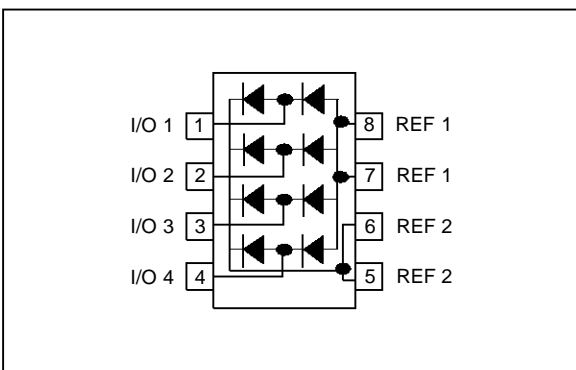 I/O 1 1 8 REF 1
I/O 2 2 7 REF 1
I/O 3 3 6 REF 2
I/O 4 4 5 REF 2